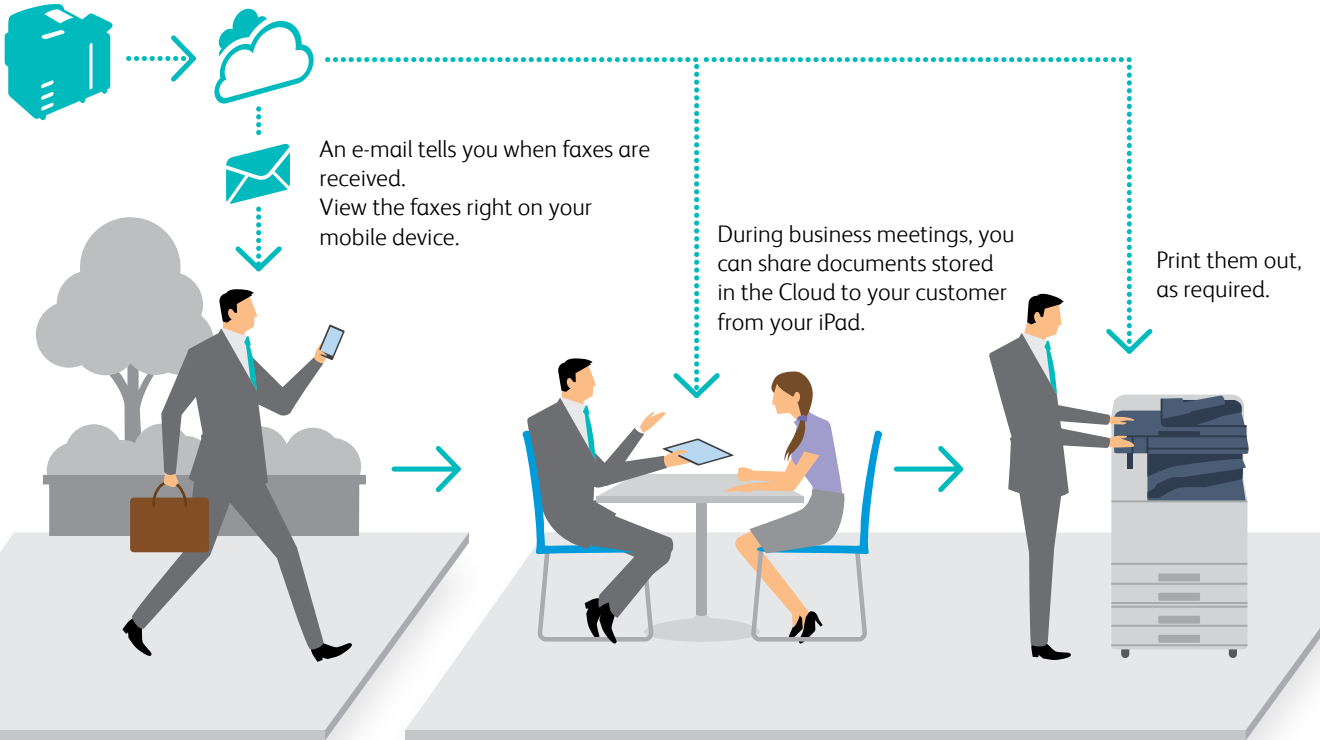 An e-mail tells you when faxes are
received.
View the faxes right on your
mobile device.
During business meetings, you
can share documents stored
in the Cloud to your customer
from your iPad.
Print them out,
as required.